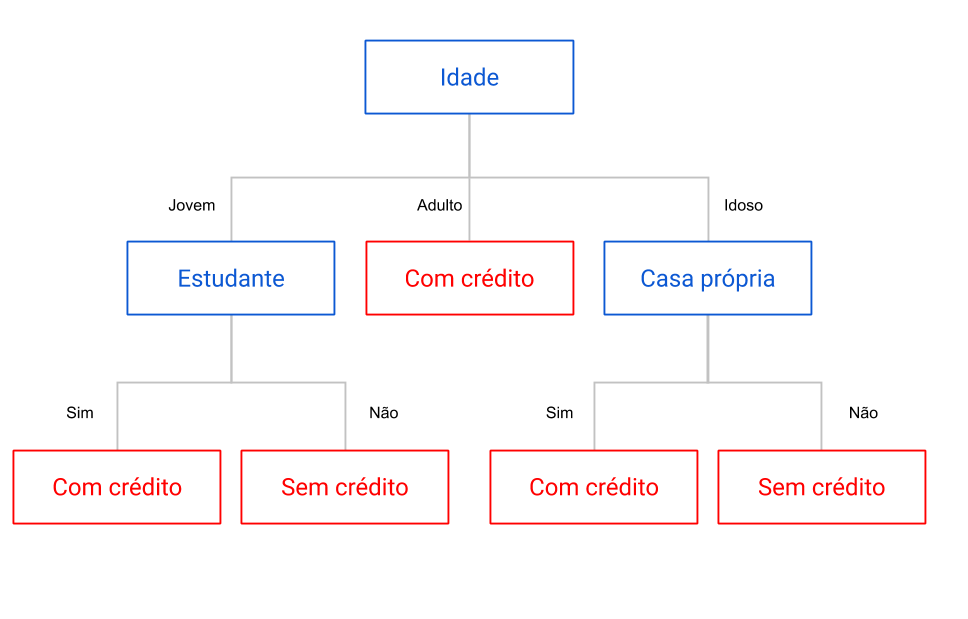 Idade
Jovem
Adulto
Idoso
Estudante
Com crédito
Casa própria
Sim
Não
Sim
Não
Com crédito
Sem crédito
Com crédito
Sem crédito